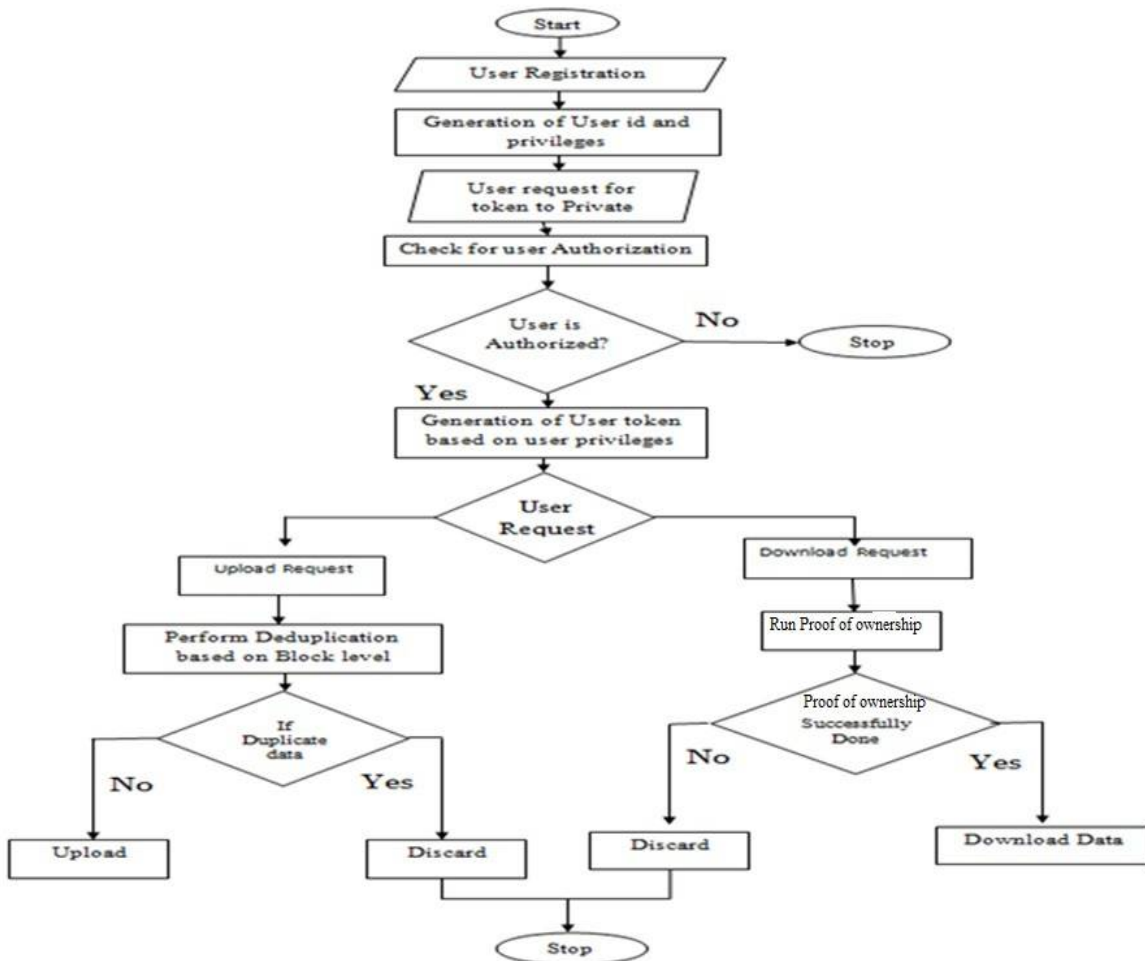 Start
User Registration
Generation of User id and
privileges
User request for
token to Private
Check for user Authorization
User is
Authorized?
No
Stop
Yes
Generation of User token
based on user privileges
User
Request
Upload Request
Perform Deduplication
based on Block level
If
Duplicate
data
No
Yes
Upload
Discard
Download Request
Run Proof of ownership
Proof of ownership
Successfully
Done
No
Yes
Discard
Download Data
Stop